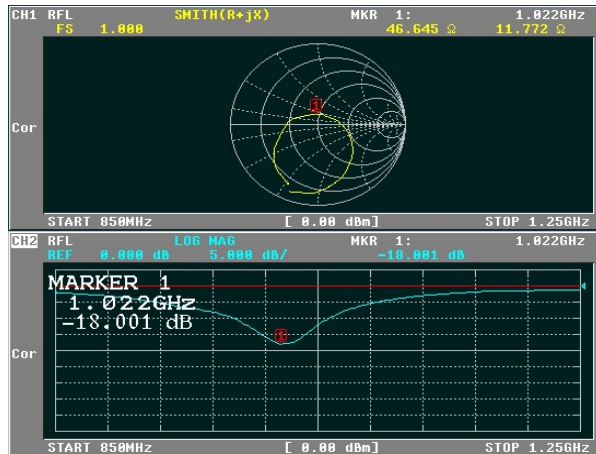 CH1 RFL SMITH(R+jX) MKR 1: 1.022GHz
FS 1.000 46.645 Ω 11.772 Ω
1
Cor
START 850MHz [ 0.00 dBm] STOP 1.25GHz
CH2 RFL LOG MAG MKR 1: 1.022GHz
REF 0.000 dB 5.000 dB/ -18.001 dB
MARKER 1
1.022GHz
-18.001 dB
1
Cor
START 850MHz [ 0.00 dBm] STOP 1.25GHz